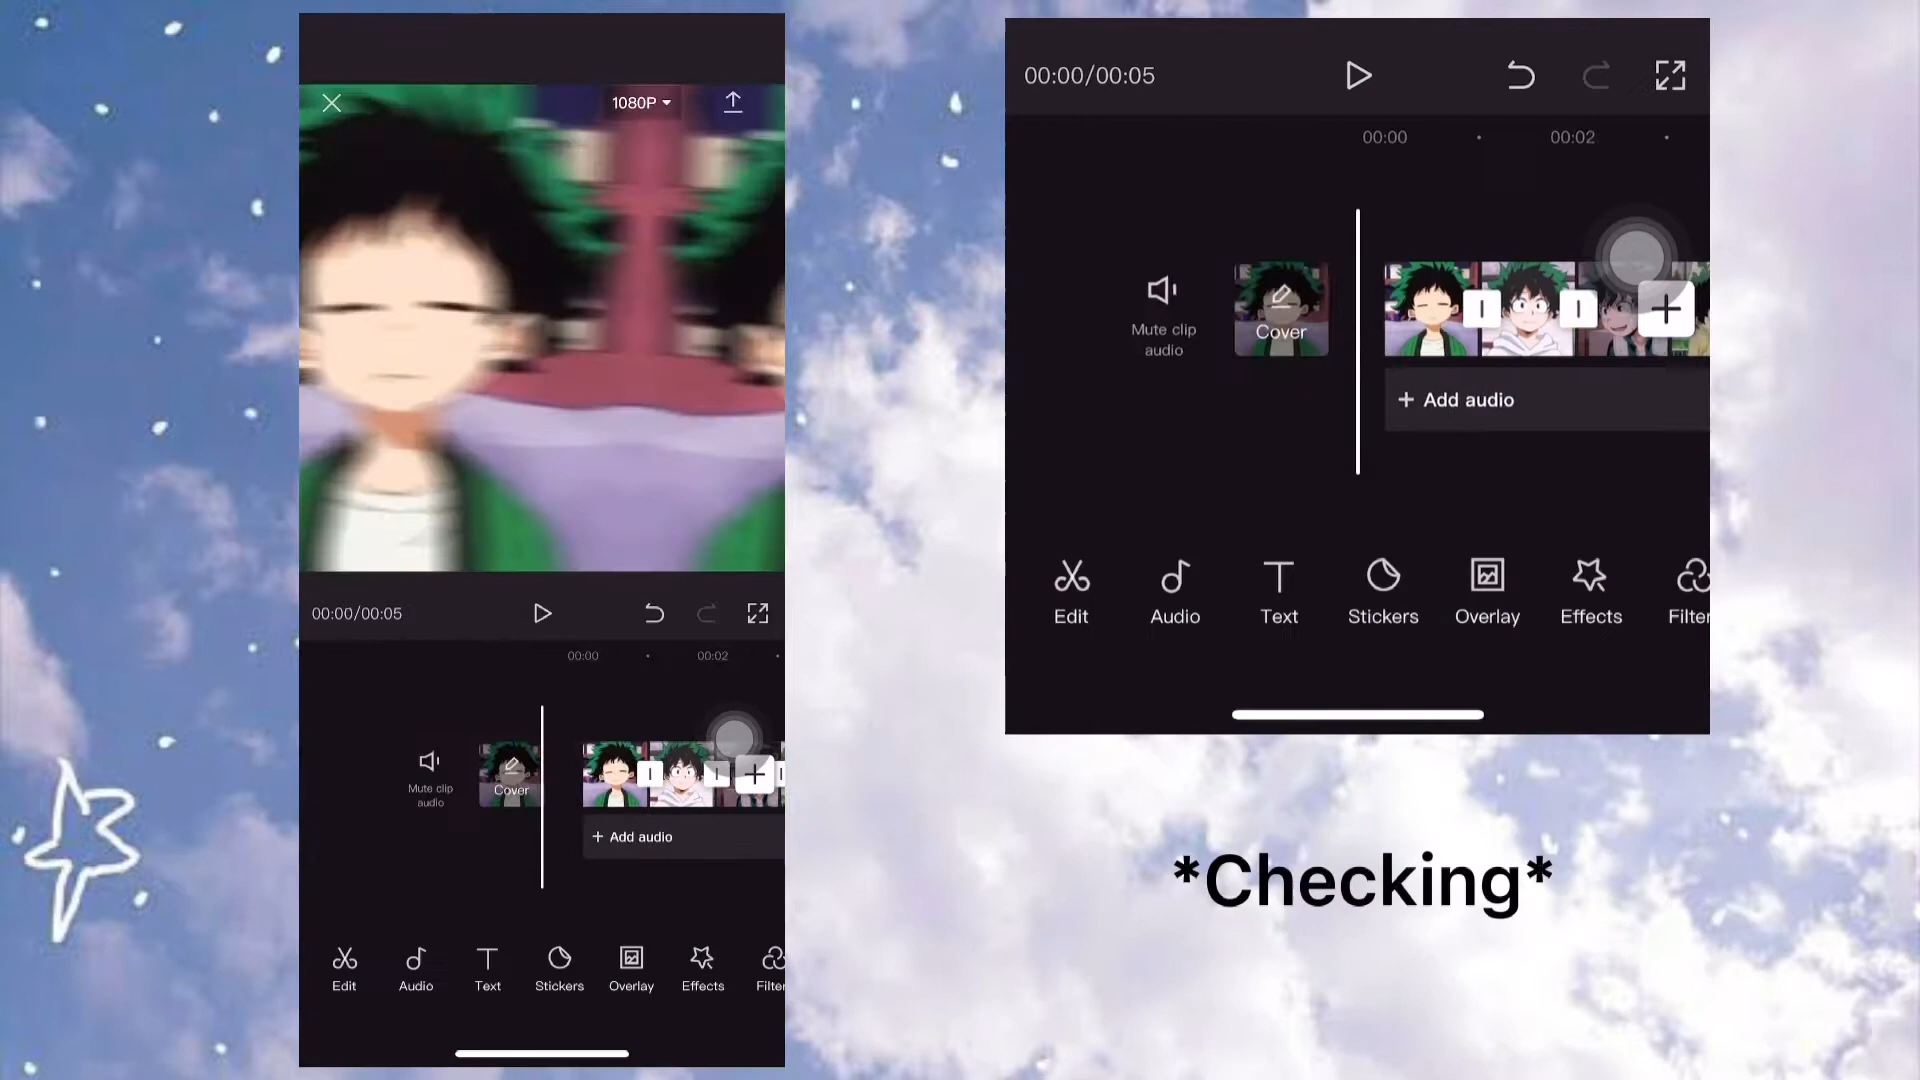 1080P
00:00/00:05
00:00
00:02
Mute clip
audio
Cover
+ Add audio
Edit
Audio
Text
Stickers
Overlay
Effects
Filter
00:00/00:05
00:00
00:02
Mute clip
audio
Cover
+ Add audio
Edit
Audio
Text
Stickers
Overlay
Effects
Filter
*Checking*